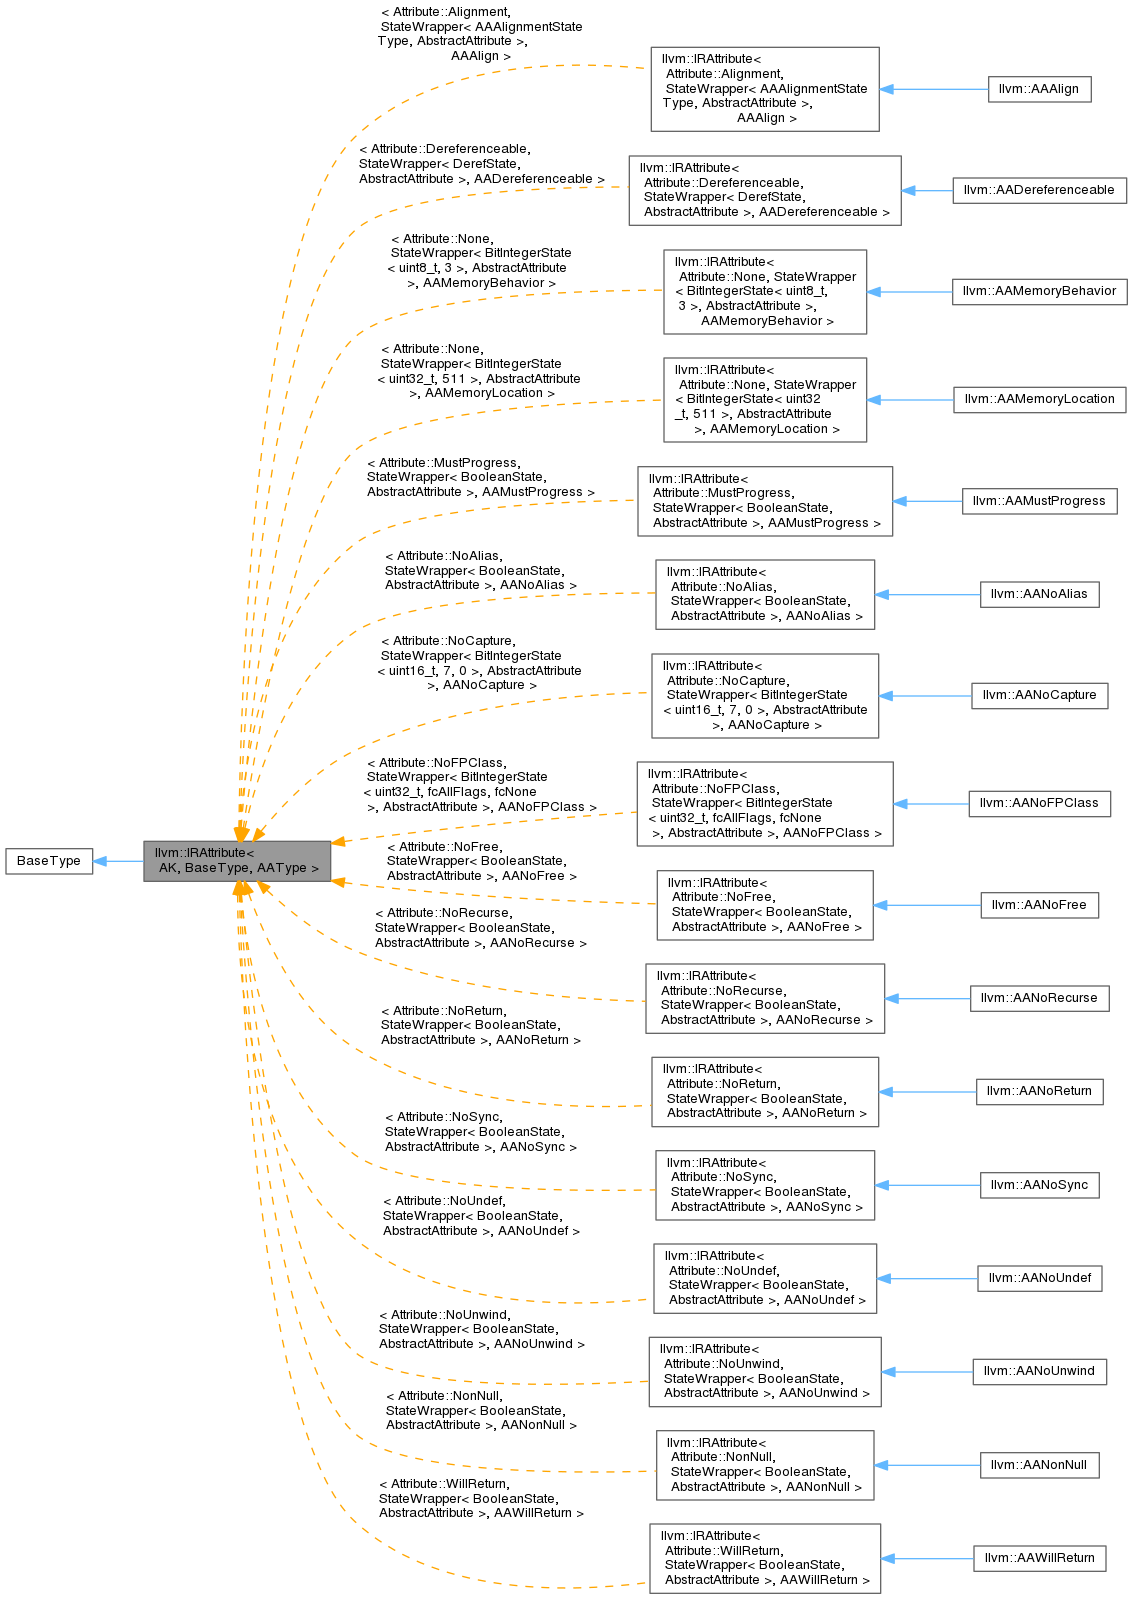 < Attribute::Alignment,
StateWrapper< AAAlignmentState
Type, AbstractAttribute >,
AAAlign >
llvm::IRAttribute<
Attribute::Alignment,
StateWrapper< AAAlignmentState
Type, AbstractAttribute >,
AAAlign >
llvm::AAAlign
< Attribute::Dereferenceable,
StateWrapper< DerefState,
AbstractAttribute >, AADereferenceable >
llvm::IRAttribute<
Attribute::Dereferenceable,
StateWrapper< DerefState,
AbstractAttribute >, AADereferenceable >
llvm::AADereferenceable
< Attribute::None,
StateWrapper< BitIntegerState
< uint8_t, 3 >, AbstractAttribute
>, AAMemoryBehavior >
llvm::IRAttribute<
Attribute::None, StateWrapper
< BitIntegerState< uint8_t,
3 >, AbstractAttribute >,
AAMemoryBehavior >
llvm::AAMemoryBehavior
< Attribute::None,
StateWrapper< BitIntegerState
< uint32_t, 511 >, AbstractAttribute
>, AAMemoryLocation >
llvm::IRAttribute<
Attribute::None, StateWrapper
< BitIntegerState< uint32
_t, 511 >, AbstractAttribute
>, AAMemoryLocation >
llvm::AAMemoryLocation
< Attribute::MustProgress,
StateWrapper< BooleanState,
AbstractAttribute >, AAMustProgress >
llvm::IRAttribute<
Attribute::MustProgress,
StateWrapper< BooleanState,
AbstractAttribute >, AAMustProgress >
llvm::AAMustProgress
< Attribute::NoAlias,
StateWrapper< BooleanState,
AbstractAttribute >, AANoAlias >
llvm::IRAttribute<
Attribute::NoAlias,
StateWrapper< BooleanState,
AbstractAttribute >, AANoAlias >
llvm::AANoAlias
< Attribute::NoCapture,
StateWrapper< BitIntegerState
< uint16_t, 7, 0 >, AbstractAttribute
>, AANoCapture >
llvm::IRAttribute<
Attribute::NoCapture,
StateWrapper< BitIntegerState
< uint16_t, 7, 0 >, AbstractAttribute
>, AANoCapture >
llvm::AANoCapture
< Attribute::NoFPClass,
StateWrapper< BitIntegerState
< uint32_t, fcAllFlags, fcNone
>, AbstractAttribute >, AANoFPClass >
llvm::IRAttribute<
Attribute::NoFPClass,
StateWrapper< BitIntegerState
< uint32_t, fcAllFlags, fcNone
>, AbstractAttribute >, AANoFPClass >
llvm::AANoFPClass
BaseType
llvm::IRAttribute<
AK, BaseType, AAType >
< Attribute::NoFree,
StateWrapper< BooleanState,
AbstractAttribute >, AANoFree >
llvm::IRAttribute<
Attribute::NoFree,
StateWrapper< BooleanState,
AbstractAttribute >, AANoFree >
llvm::AANoFree
< Attribute::NoRecurse,
StateWrapper< BooleanState,
AbstractAttribute >, AANoRecurse >
llvm::IRAttribute<
Attribute::NoRecurse,
StateWrapper< BooleanState,
AbstractAttribute >, AANoRecurse >
llvm::AANoRecurse
< Attribute::NoReturn,
StateWrapper< BooleanState,
AbstractAttribute >, AANoReturn >
llvm::IRAttribute<
Attribute::NoReturn,
StateWrapper< BooleanState,
AbstractAttribute >, AANoReturn >
llvm::AANoReturn
< Attribute::NoSync,
StateWrapper< BooleanState,
AbstractAttribute >, AANoSync >
llvm::IRAttribute<
Attribute::NoSync,
StateWrapper< BooleanState,
AbstractAttribute >, AANoSync >
llvm::AANoSync
< Attribute::NoUndef,
StateWrapper< BooleanState,
AbstractAttribute >, AANoUndef >
llvm::IRAttribute<
Attribute::NoUndef,
StateWrapper< BooleanState,
AbstractAttribute >, AANoUndef >
llvm::AANoUndef
< Attribute::NoUnwind,
StateWrapper< BooleanState,
AbstractAttribute >, AANoUnwind >
llvm::IRAttribute<
Attribute::NoUnwind,
StateWrapper< BooleanState,
AbstractAttribute >, AANoUnwind >
llvm::AANoUnwind
< Attribute::NonNull,
StateWrapper< BooleanState,
AbstractAttribute >, AANonNull >
llvm::IRAttribute<
Attribute::NonNull,
StateWrapper< BooleanState,
AbstractAttribute >, AANonNull >
llvm::AANonNull
< Attribute::WillReturn,
StateWrapper< BooleanState,
AbstractAttribute >, AAWillReturn >
llvm::IRAttribute<
Attribute::WillReturn,
StateWrapper< BooleanState,
AbstractAttribute >, AAWillReturn >
llvm::AAWillReturn